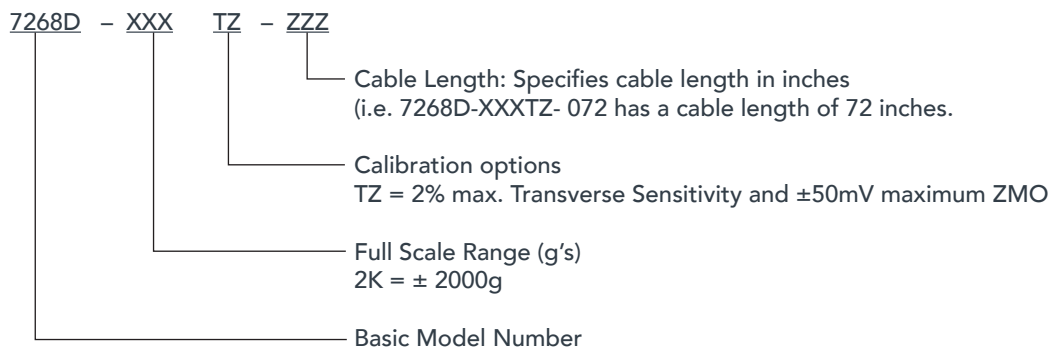 7268D – XXX TZ – ZZZ
Cable Length: Specifies cable length in inches
(i.e. 7268D-XXXTZ- 072 has a cable length of 72 inches.
Calibration options
TZ = 2% max. Transverse Sensitivity and ±50mV maximum ZMO
Full Scale Range (g's)
2K = ± 2000g
Basic Model Number